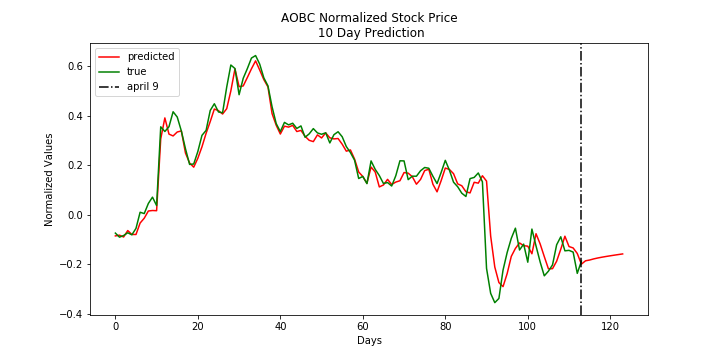 AOBC Normalized Stock Price
10 Day Prediction
predicted
true
april 9
Normalized Values
0.6
0.4
0.2
0.0
−0.2
−0.4
0
20
40
60
80
100
120
Days